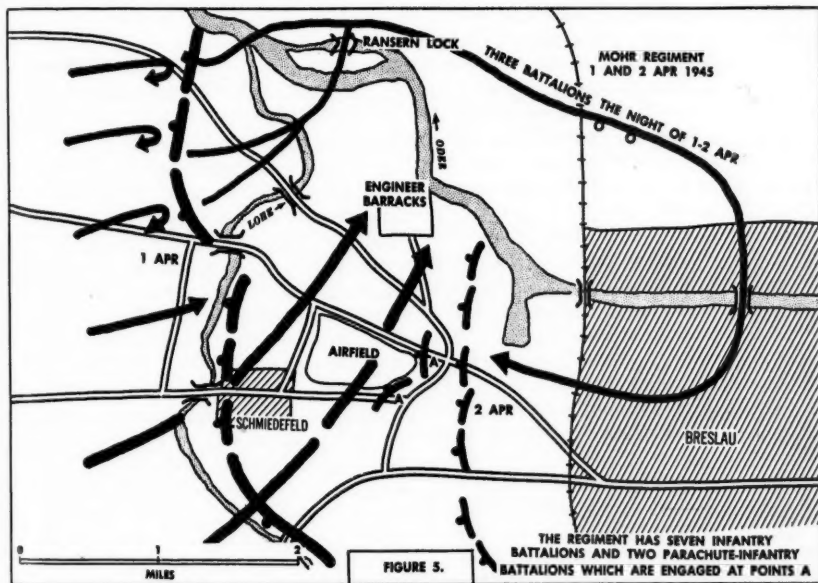 RANSERN LOCK
THREE BATTALIONS THE NIGHT OF 1-2 APR
MOHR REGIMENT
1 AND 2 APR 1945
ODER
ENGINEER
BARRACKS
LOHE
1 APR
AIRFIELD
A
A
SCHMIEDEFELD
2 APR
BRESLAU
0 1 2
MILES
FIGURE 5.
THE REGIMENT HAS SEVEN INFANTRY
BATTALIONS AND TWO PARACHUTE-INFANTRY
BATTALIONS WHICH ARE ENGAGED AT POINTS A